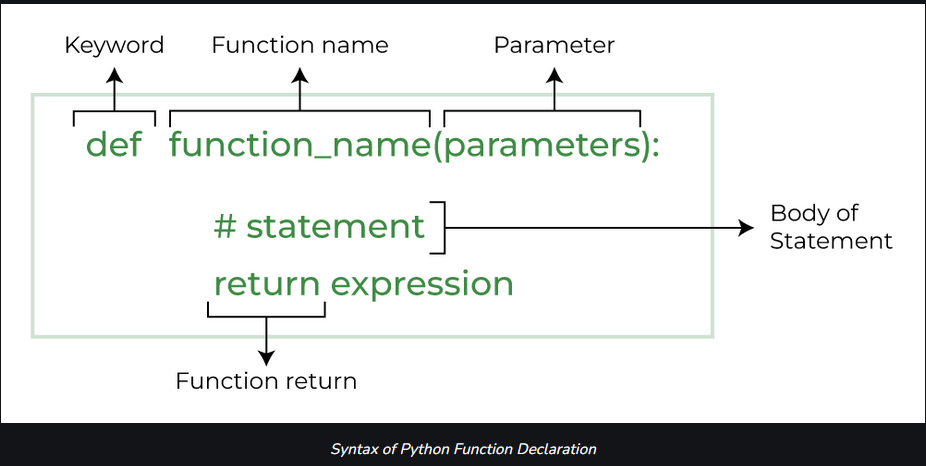 Keyword Function name Parameter
def function_name(parameters):
# statement
Body of
Statement
return expression
Function return
Syntax of Python Function Declaration